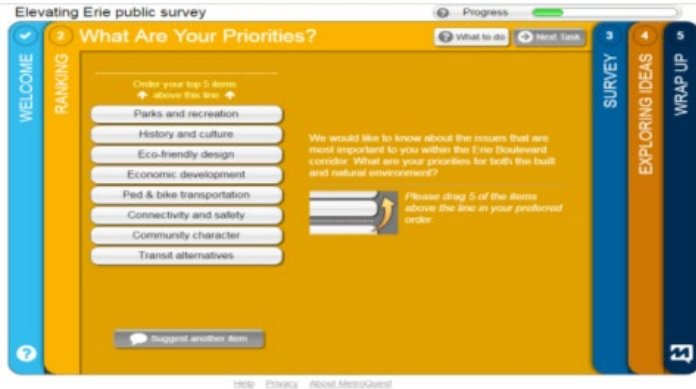 Elevating Erie public survey
Progress
WELCOME
2
RANKING
What Are Your Priorities?
What to do
Next Task
Order your top 5 items
above this line
Parks and recreation
History and culture
Eco-friendly design
Economic development
Ped & bike transportation
Connectivity and safety
Community character
Transit alternatives
Suggest another item
We would like to know about the issues that are
most important to you within the Erie Boulevard
corridor. What are your priorities for both the built
and natural environment?
Please drag 5 of the items
above the line in your preferred
order.
3
SURVEY
4
EXPLORING IDEAS
5
WRAP UP
Help Privacy About MetroQuest